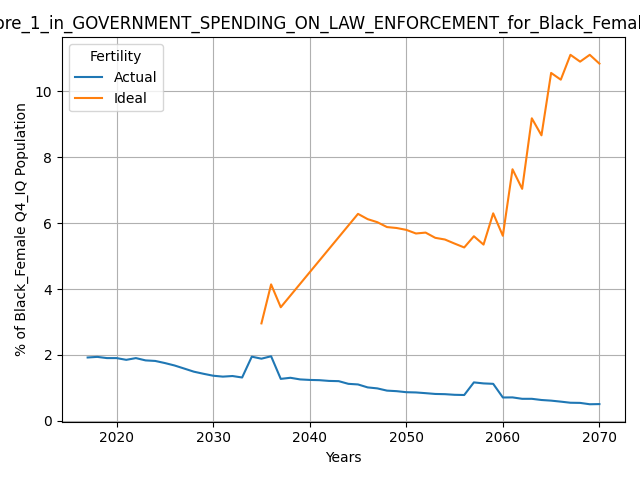 ore_1_in_GOVERNMENT_SPENDING_ON_LAW_ENFORCEMENT_for_Black_Femal
Fertility
Actual
Ideal
% of Black_Female Q4_IQ Population
10
8
6
4
2
0
2020 2030 2040 2050 2060 2070
Years